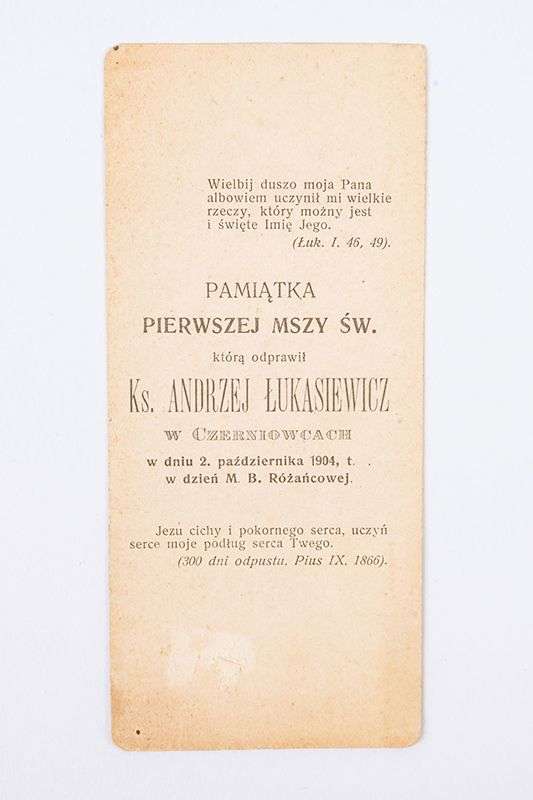 Wielbij duszo moja Pana
albowiem uczynił mi wielkie
rzeczy, który możny jest
i święte Imię Jego.
(Łuk. I. 46, 49).
PAMIĄTKA
PIERWSZEJ MSZY ŚW.
którą odprawił
Ks. ANDRZEJ ŁUKASIEWICZ
W CZERNIOWCACH
w dniu 2. października 1904, t. .
w dzień M. B. Różańcowej.
Jezu cichy i pokornego serca, uczyń
serce moje podług serca Twego.
(300 dni odpustu. Pius IX. 1866).